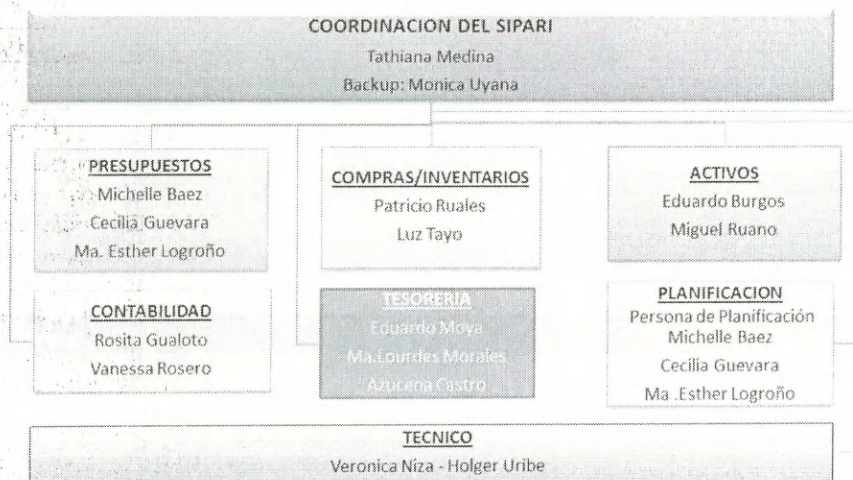 COORDINACION DEL SIPARI
Tathiana Medina
Backup: Monica Uyana
PRESUPUESTOS
Michelle Baez
Cecilia Guevara
Ma. Esther Logroño
COMPRAS/INVENTARIOS
Patricio Ruales
Luz Tayo
ACTIVOS
Eduardo Burgos
Miguel Ruano
CONTABILIDAD
Rosita Gualoto
Vanessa Rosero
TESORERIA
Eduardo Moya
Ma.Lourdes Morales
Azucena Castro
PLANIFICACION
Persona de Planificación
Michelle Baez
Cecilia Guevara
Ma .Esther Logroño
TECNICO
Veronica Niza - Holger Uribe